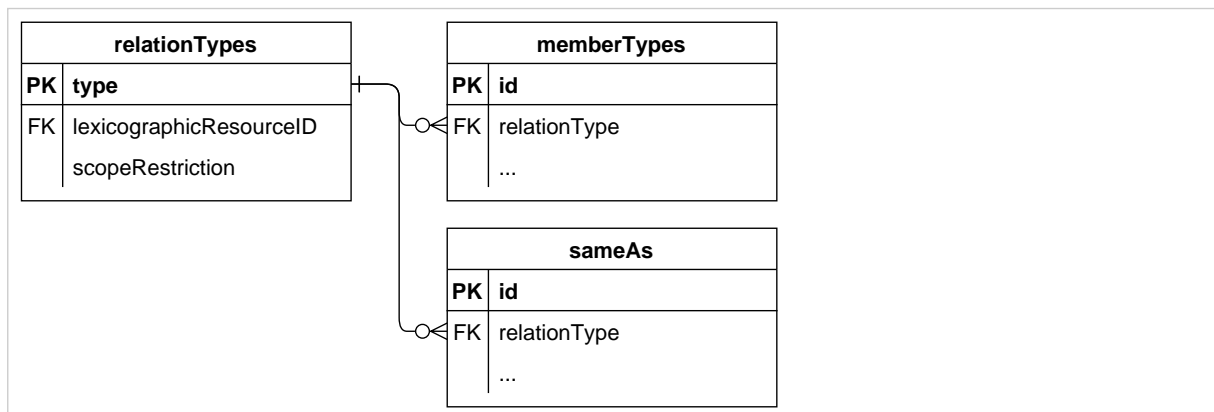 relationTypes
PK type
FK lexicographicResourceID
scopeRestriction
memberTypes
PK id
FK relationType
...
sameAs
PK id
FK relationType
...